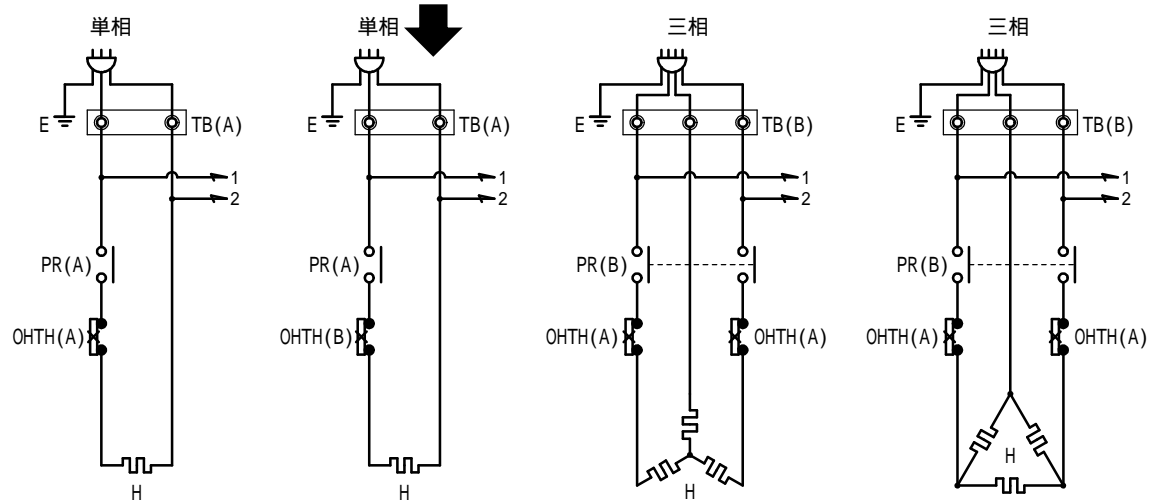 単相
E
TB(A)
1
2
PR(A)
OHTH(A)
H
単相
E
TB(A)
1
2
PR(A)
OHTH(B)
H
三相
E
TB(B)
1
2
PR(B)
OHTH(A)
OHTH(A)
H
三相
E
TB(B)
1
2
PR(B)
OHTH(A)
OHTH(A)
H